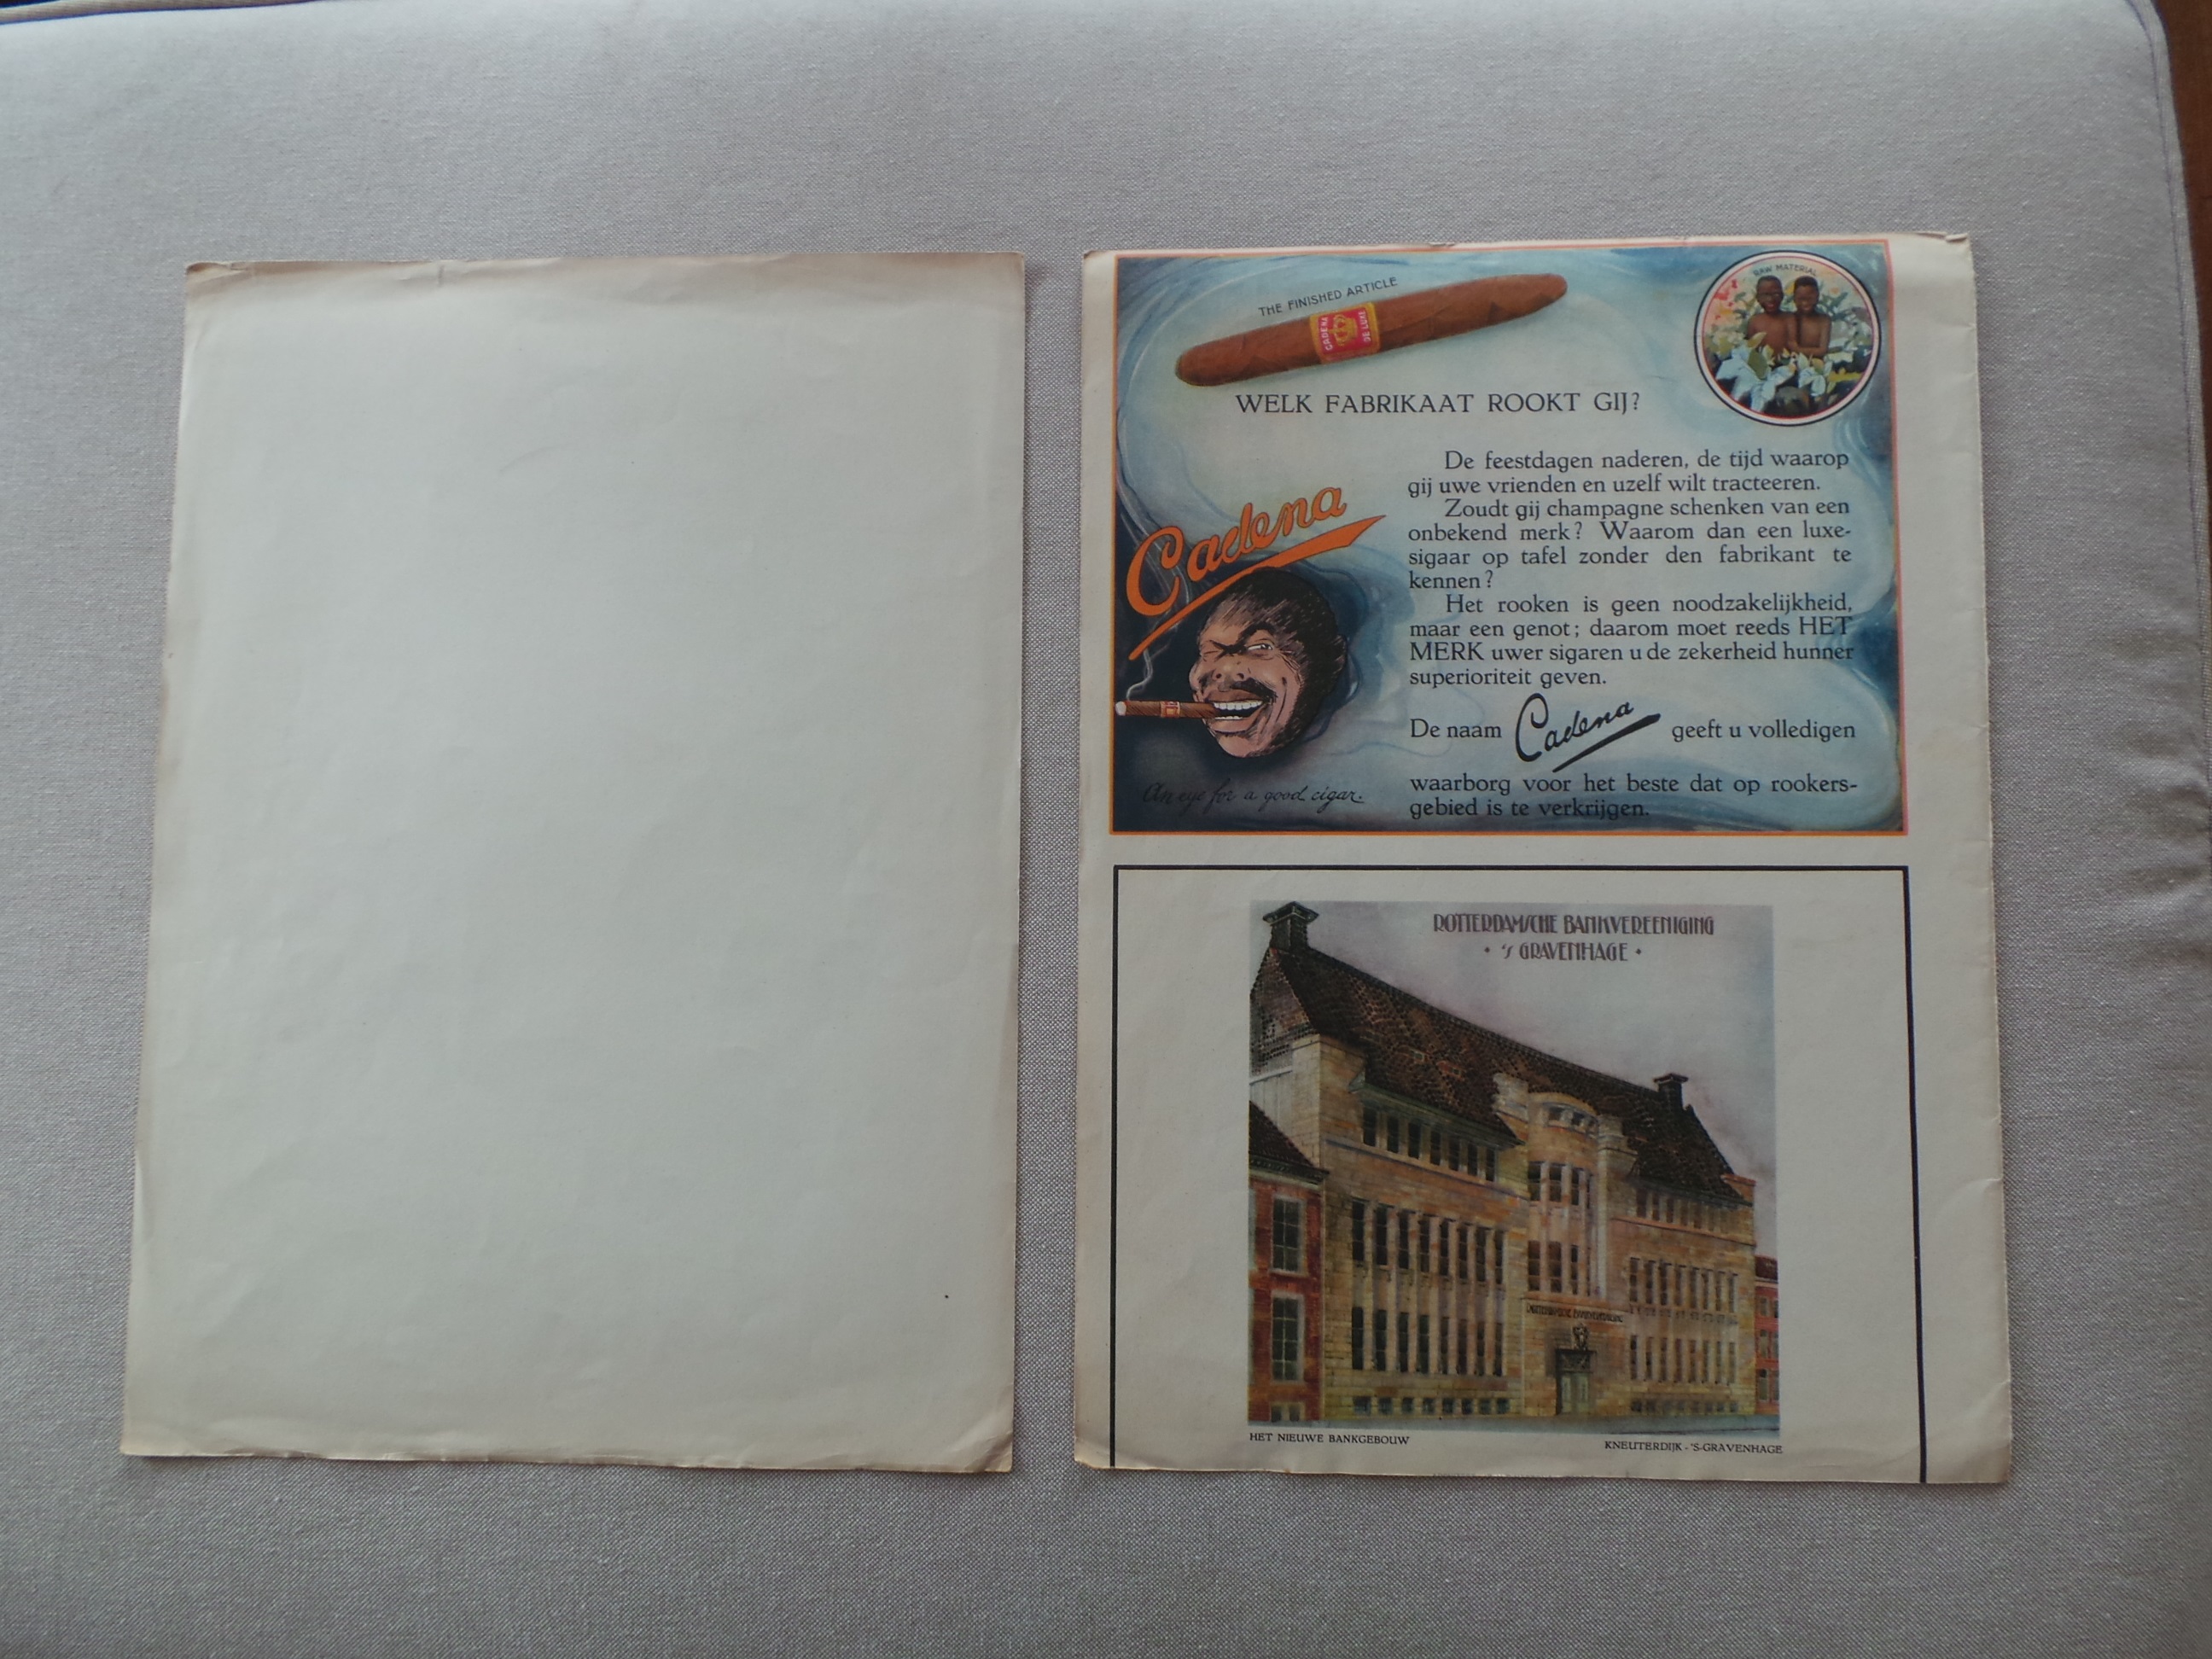 THE FINISHED ARTICLE
CADENA
DE LUXE
RAW MATERIAL
WELK FABRIKAAT ROOKT GIJ?
Cadena
De feestdagen naderen, de tijd waarop
gij uwe vrienden en uzelf wilt tracteeren.
Zoudt gij champagne schenken van een
onbekend merk? Waarom dan een luxe-
sigaar op tafel zonder den fabrikant te
kennen?
Het rooken is geen noodzakelijkheid,
maar een genot; daarom moet reeds HET
MERK uwer sigaren u de zekerheid hunner
superioriteit geven.
De naam Cadena geeft u volledigen
waarborg voor het beste dat op rookers-
gebied is te verkrijgen.
An eye for a good cigar.
ROTTERDAMSCHE BANKVEREENIGING
• 'S GRAVENHAGE •
ROTTERDAMSCHE BANKVEREENIGING
HET NIEUWE BANKGEBOUW
KNEUTERDIJK - 'S-GRAVENHAGE